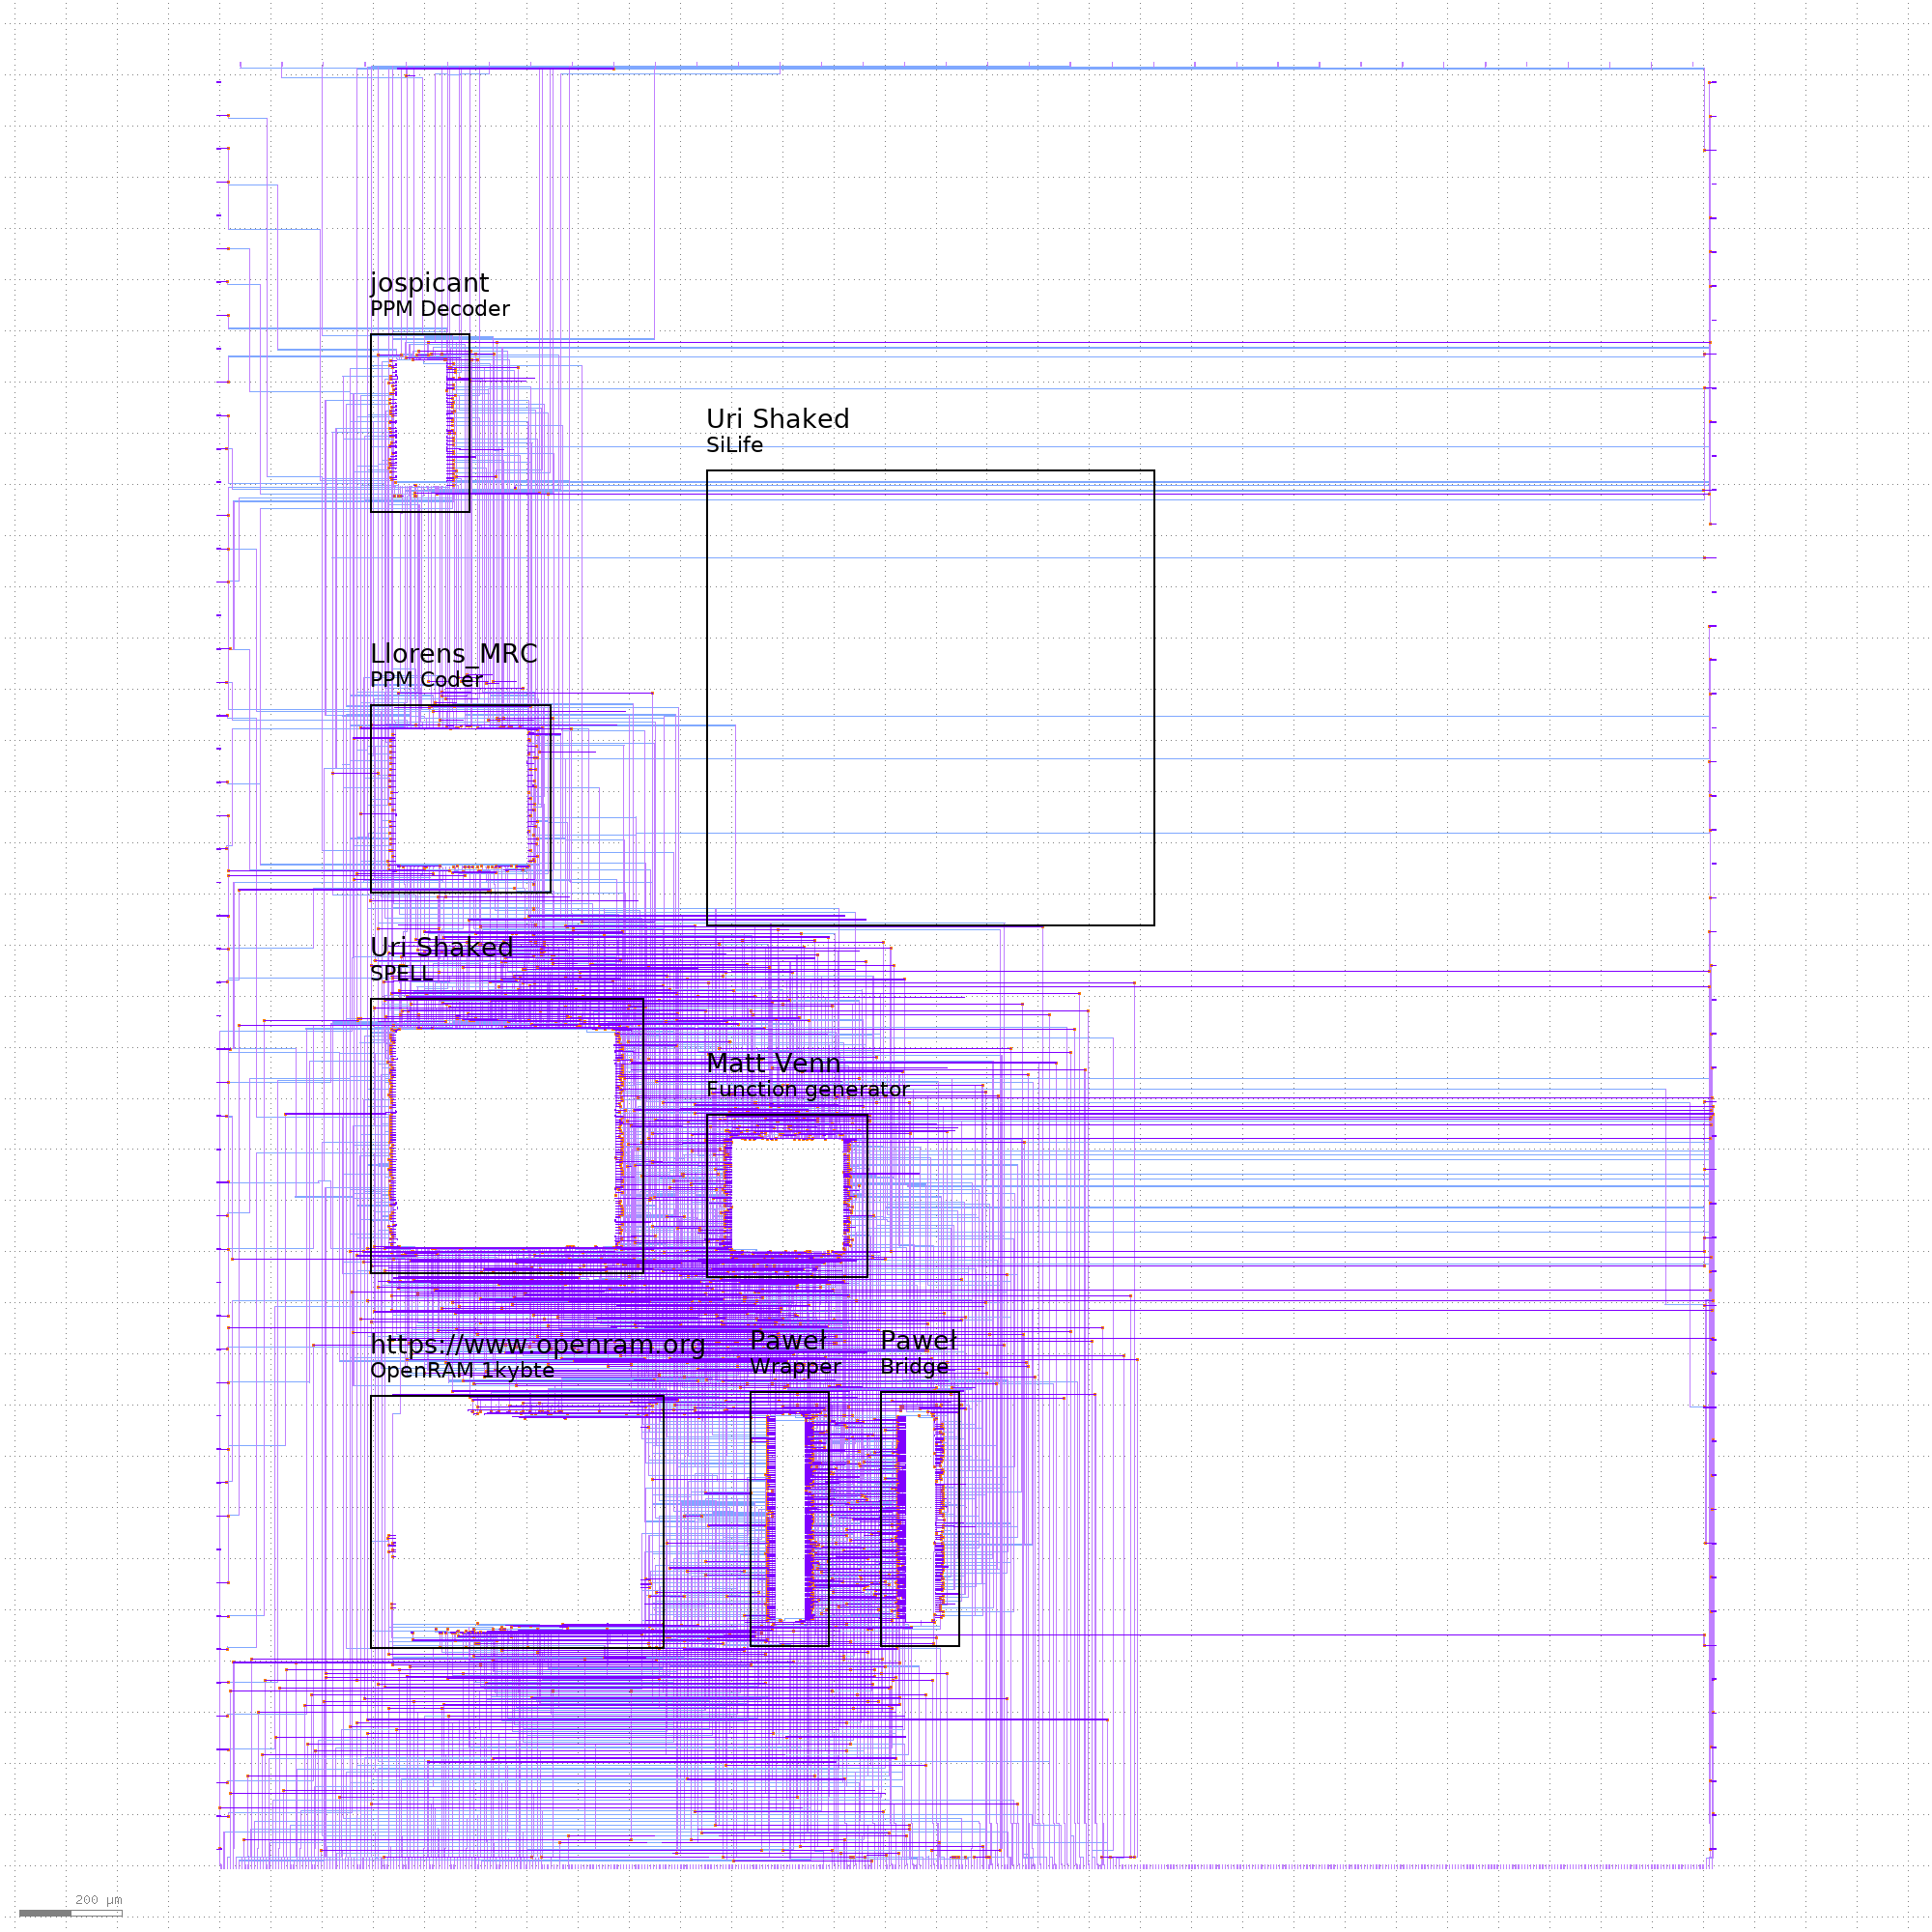 jospicant
PPM Decoder
Uri Shaked
SiLife
Llorens_MRC
PPM Coder
Uri Shaked
SPELL
Matt Venn
Function generator
https://www.openram.org
OpenRAM 1kybte
Paweł
Wrapper
Paweł
Bridge
200 µm